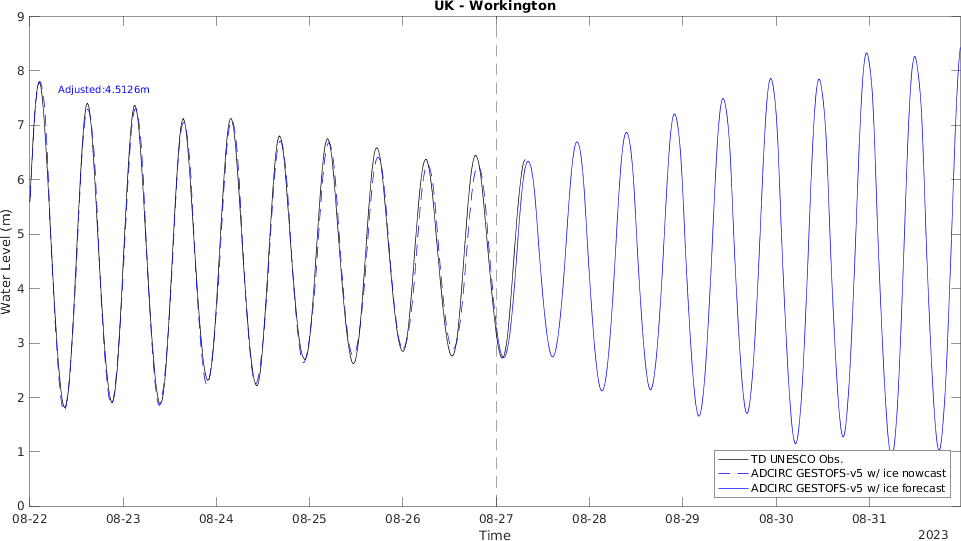 UK - Workington
9
8
7
6
5
4
3
2
1
0
Water Level (m)
Adjusted:4.5126m
TD UNESCO Obs.
ADCIRC GESTOFS-v5 w/ ice nowcast
ADCIRC GESTOFS-v5 w/ ice forecast
08-22 08-23 08-24 08-25 08-26 08-27 08-28 08-29 08-30 08-31
Time
2023